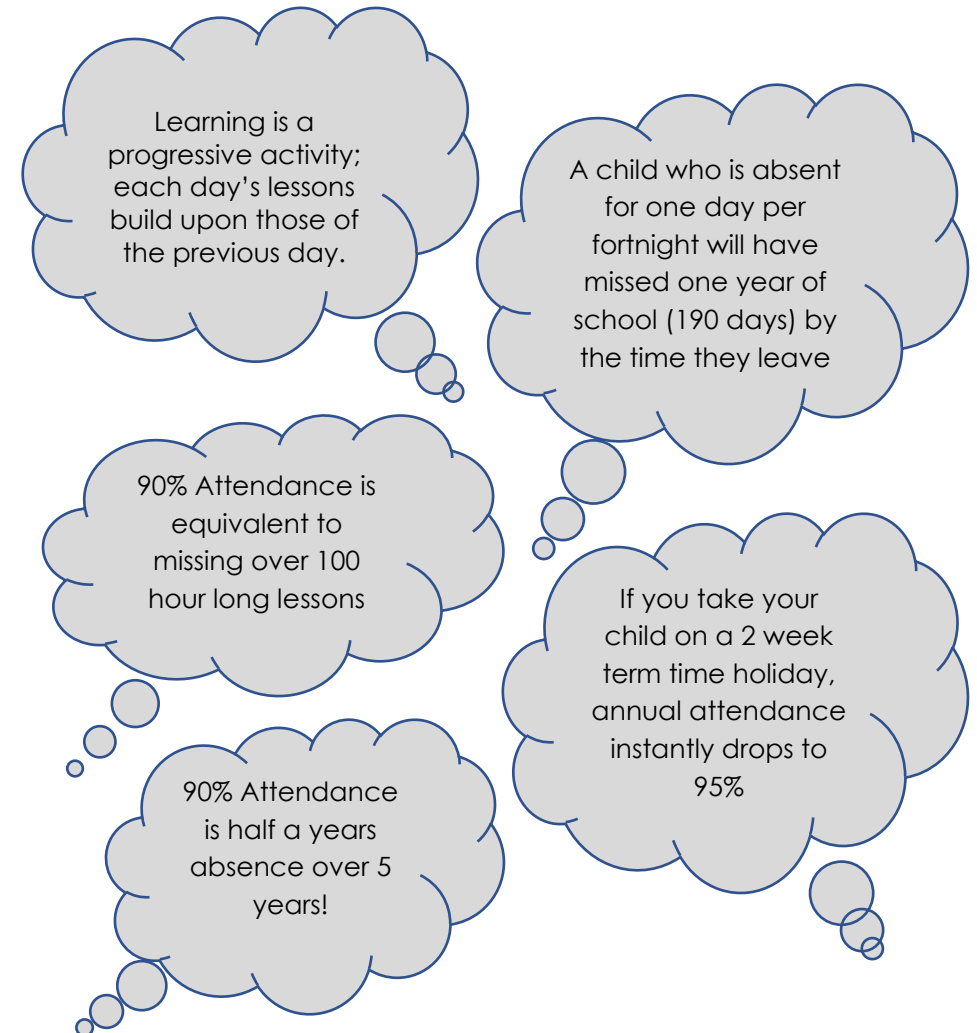 Learning is a
progressive activity;
each day’s lessons
build upon those of
the previous day.
A child who is absent
for one day per
fortnight will have
missed one year of
school (190 days) by
the time they leave
90% Attendance is
equivalent to
missing over 100
hour long lessons
If you take your
child on a 2 week
term time holiday,
annual attendance
instantly drops to
95%
90% Attendance
is half a years
absence over 5
years!